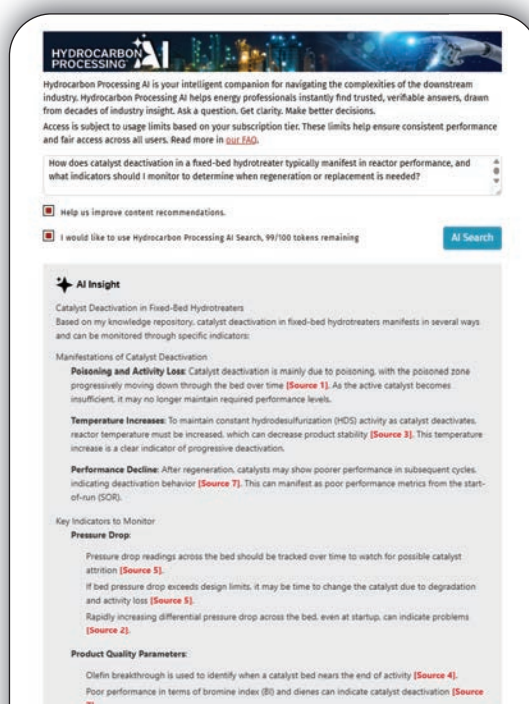 HYDROCARBON
PROCESSING AI
Hydrocarbon Processing AI is your intelligent companion for navigating the complexities of the downstream
industry. Hydrocarbon Processing AI helps energy professionals instantly find trusted, verifiable answers, drawn
from decades of industry insight. Ask a question. Get clarity. Make better decisions.
Access is subject to usage limits based on your subscription tier. These limits help ensure consistent performance
and fair access across all users. Read more in our FAQ.
How does catalyst deactivation in a fixed-bed hydrotreater typically manifest in reactor performance, and
what indicators should I monitor to determine when regeneration or replacement is needed?
Help us improve content recommendations.
I would like to use Hydrocarbon Processing AI Search, 99/100 tokens remaining
AI Search
AI Insight
Catalyst Deactivation in Fixed-Bed Hydrotreaters
Based on my knowledge repository, catalyst deactivation in fixed-bed hydrotreaters manifests in several ways
and can be monitored through specific indicators:
Manifestations of Catalyst Deactivation
Poisoning and Activity Loss: Catalyst deactivation is mainly due to poisoning, with the poisoned zone
progressively moving down through the bed over time [Source 1]. As the active catalyst becomes
insufficient, it may no longer maintain required performance levels.
Temperature Increases: To maintain constant hydrodesulfurization (HDS) activity as catalyst deactivates,
reactor temperature must be increased, which can decrease product stability [Source 3]. This temperature
increase is a clear indicator of progressive deactivation.
Performance Decline: After regeneration, catalysts may show poorer performance in subsequent cycles,
indicating deactivation behavior [Source 7]. This can manifest as poor performance metrics from the start-
of-run (SOR).
Key Indicators to Monitor
Pressure Drop:
Pressure drop readings across the bed should be tracked over time to watch for possible catalyst
attrition [Source 5].
If bed pressure drop exceeds design limits, it may be time to change the catalyst due to degradation
and activity loss [Source 5].
Rapidly increasing differential pressure drop across the bed, even at startup, can indicate problems
[Source 2].
Product Quality Parameters:
Olefin breakthrough is used to identify when a catalyst bed nears the end of activity [Source 4].
Poor performance in terms of bromine index (BI) and dienes can indicate catalyst deactivation [Source